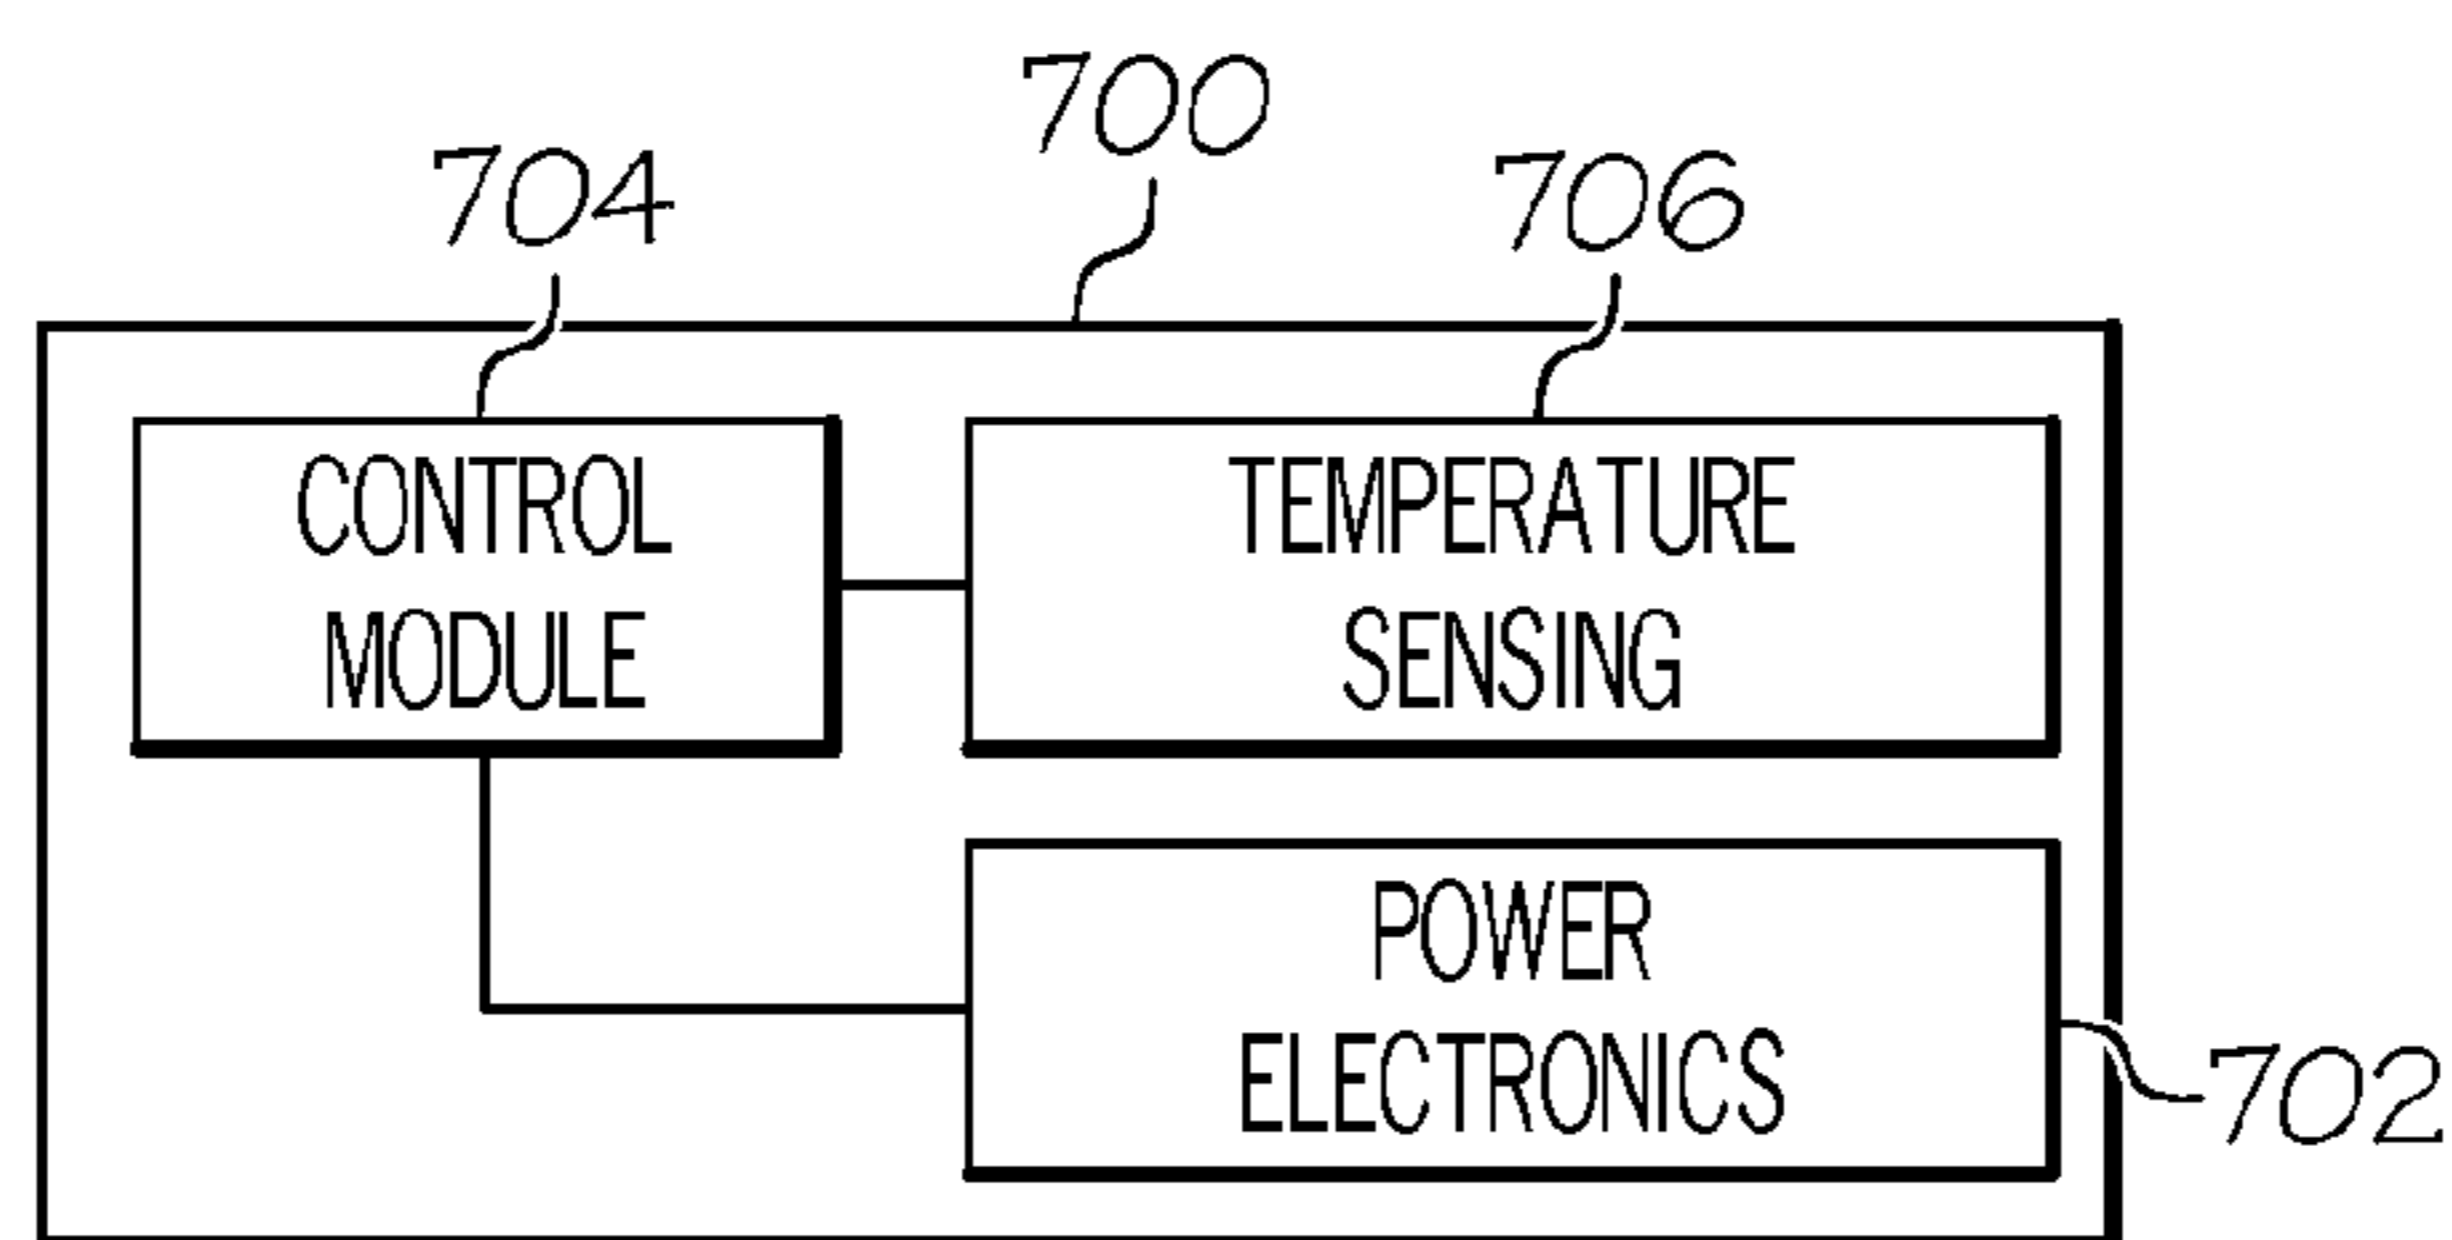 700
704
706
CONTROL
MODULE
TEMPERATURE
SENSING
POWER
ELECTRONICS
702